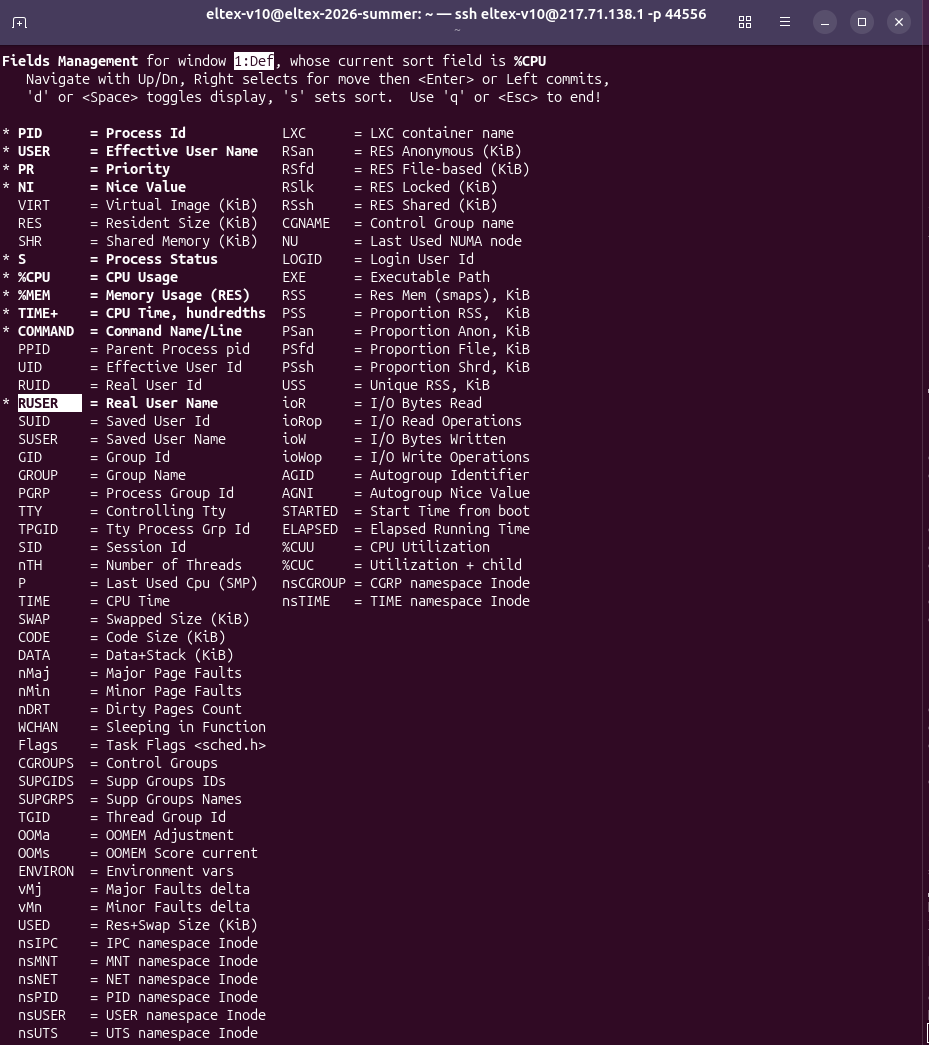 eltex-v10@eltex-2026-summer: ~ — ssh eltex-v10@217.71.138.1 -p 44556
~
Fields Management for window 1:Def, whose current sort field is %CPU
   Navigate with Up/Dn, Right selects for move then <Enter> or Left commits,
   'd' or <Space> toggles display, 's' sets sort.  Use 'q' or <Esc> to end!

* PID      = Process Id            LXC      = LXC container name
* USER     = Effective User Name   RSan     = RES Anonymous (KiB)
* PR       = Priority              RSfd     = RES File-based (KiB)
* NI       = Nice Value            RSlk     = RES Locked (KiB)
  VIRT     = Virtual Image (KiB)   RSsh     = RES Shared (KiB)
  RES      = Resident Size (KiB)   CGNAME   = Control Group name
  SHR      = Shared Memory (KiB)   NU       = Last Used NUMA node
* S        = Process Status        LOGID    = Login User Id
* %CPU     = CPU Usage             EXE      = Executable Path
* %MEM     = Memory Usage (RES)    RSS      = Res Mem (smaps), KiB
* TIME+    = CPU Time, hundredths  PSS      = Proportion RSS,  KiB
* COMMAND  = Command Name/Line     PSan     = Proportion Anon, KiB
  PPID     = Parent Process pid    PSfd     = Proportion File, KiB
  UID      = Effective User Id     PSsh     = Proportion Shrd, KiB
  RUID     = Real User Id          USS      = Unique RSS, KiB
* RUSER    = Real User Name        ioR      = I/O Bytes Read
  SUID     = Saved User Id         ioRop    = I/O Read Operations
  SUSER    = Saved User Name       ioW      = I/O Bytes Written
  GID      = Group Id              ioWop    = I/O Write Operations
  GROUP    = Group Name            AGID     = Autogroup Identifier
  PGRP     = Process Group Id      AGNI     = Autogroup Nice Value
  TTY      = Controlling Tty       STARTED  = Start Time from boot
  TPGID    = Tty Process Grp Id    ELAPSED  = Elapsed Running Time
  SID      = Session Id            %CUU     = CPU Utilization
  nTH      = Number of Threads     %CUC     = Utilization + child
  P        = Last Used Cpu (SMP)   nsCGROUP = CGRP namespace Inode
  TIME     = CPU Time              nsTIME   = TIME namespace Inode
  SWAP     = Swapped Size (KiB)
  CODE     = Code Size (KiB)
  DATA     = Data+Stack (KiB)
  nMaj     = Major Page Faults
  nMin     = Minor Page Faults
  nDRT     = Dirty Pages Count
  WCHAN    = Sleeping in Function
  Flags    = Task Flags <sched.h>
  CGROUPS  = Control Groups
  SUPGIDS  = Supp Groups IDs
  SUPGRPS  = Supp Groups Names
  TGID     = Thread Group Id
  OOMa     = OOMEM Adjustment
  OOMs     = OOMEM Score current
  ENVIRON  = Environment vars
  vMj      = Major Faults delta
  vMn      = Minor Faults delta
  USED     = Res+Swap Size (KiB)
  nsIPC    = IPC namespace Inode
  nsMNT    = MNT namespace Inode
  nsNET    = NET namespace Inode
  nsPID    = PID namespace Inode
  nsUSER   = USER namespace Inode
  nsUTS    = UTS namespace Inode